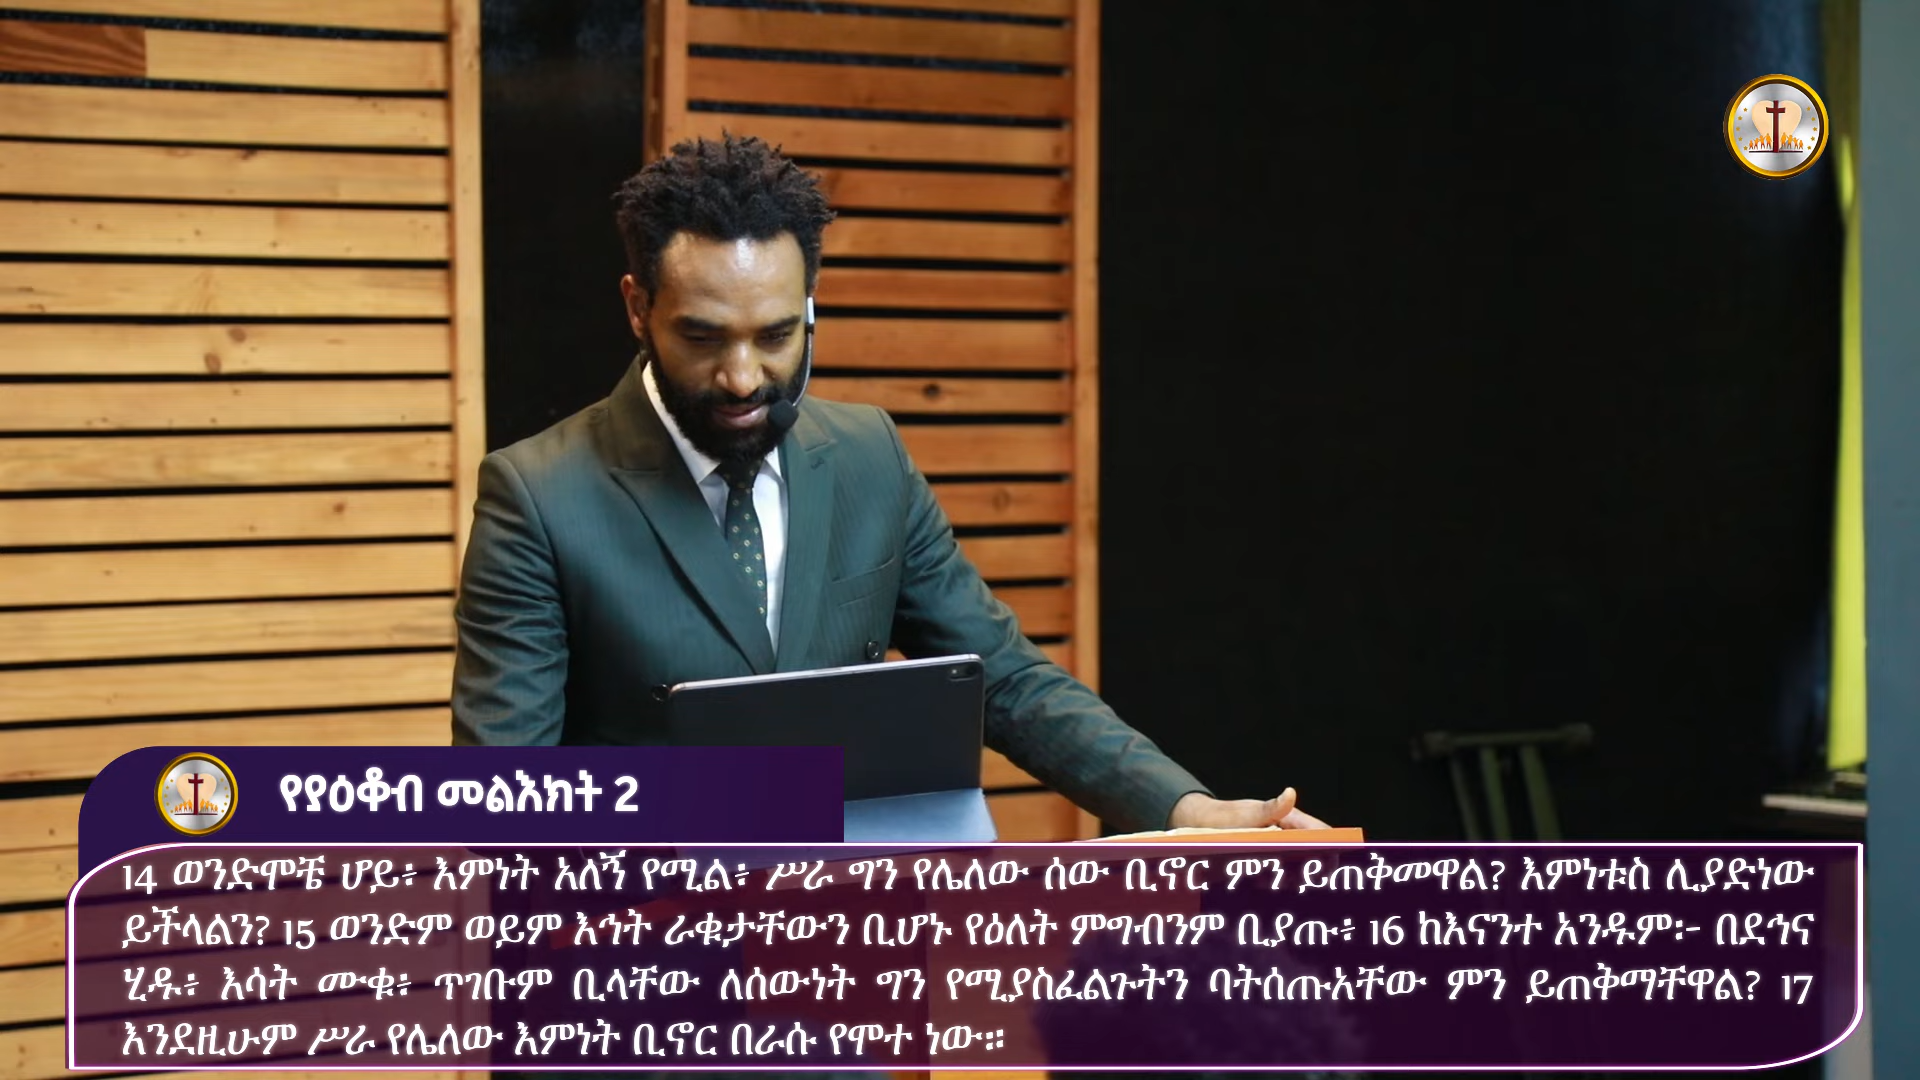 የያዕቆብ መልእክት 2
14 ወንድሞቼ ሆይ፥ እምነት አለኝ የሚል፥ ሥራ ግን የሌለው ሰው ቢኖር ምን ይጠቅመዋል? እምነቱስ ሊያድነው
ይችላልን? 15 ወንድም ወይም እኅት ራቁታቸውን ቢሆኑ የዕለት ምግብንም ቢያጡ፥ 16 ከእናንተ አንዱም፦ በደኅና
ሂዱ፥ እሳት ሙቁ፥ ጥገቡም ቢላቸው ለሰውነት ግን የሚያስፈልጉትን ባትሰጡአቸው ምን ይጠቅማቸዋል? 17
እንደዚሁም ሥራ የሌለው እምነት ቢኖር በራሱ የሞተ ነው።